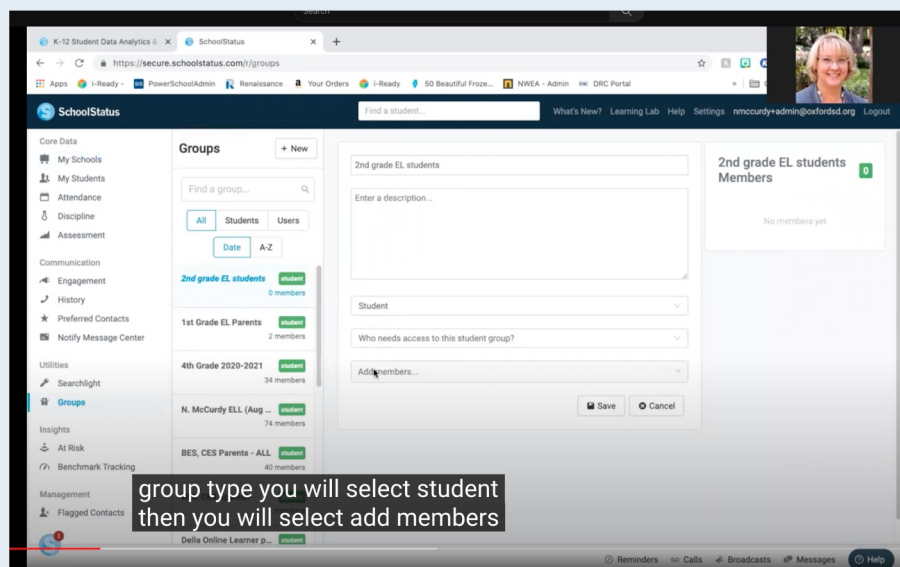 Search
K-12 Student Data Analytics &
SchoolStatus
https://secure.schoolstatus.com/r/groups
Apps
i-Ready -
PowerSchoolAdmin
Renaissance
Your Orders
i-Ready
50 Beautiful Froze...
NWEA - Admin
DRC Portal
SchoolStatus
Find a student...
What's New? Learning Lab Help Settings nmccurdy+admin@oxfordsd.org Logout
Core Data
My Schools
My Students
Attendance
Discipline
Assessment
Communication
Engagement
History
Preferred Contacts
Notify Message Center
Utilities
Searchlight
Groups
Insights
At Risk
Benchmark Tracking
Management
Flagged Contacts
1
Groups
+ New
Find a group...
All Students Users
Date A-Z
2nd grade EL students student
0 members
1st Grade EL Parents student
2 members
4th Grade 2020-2021 student
34 members
N. McCurdy ELL (Aug ... student
74 members
BES, CES Parents - ALL student
40 members
Della Online Learner p... student
2nd grade EL students
Enter a description...
Student
Who needs access to this student group?
Add members...
Save Cancel
2nd grade EL students
Members
0
No members yet
group type you will select student
then you will select add members
Reminders Calls Broadcasts Messages Help